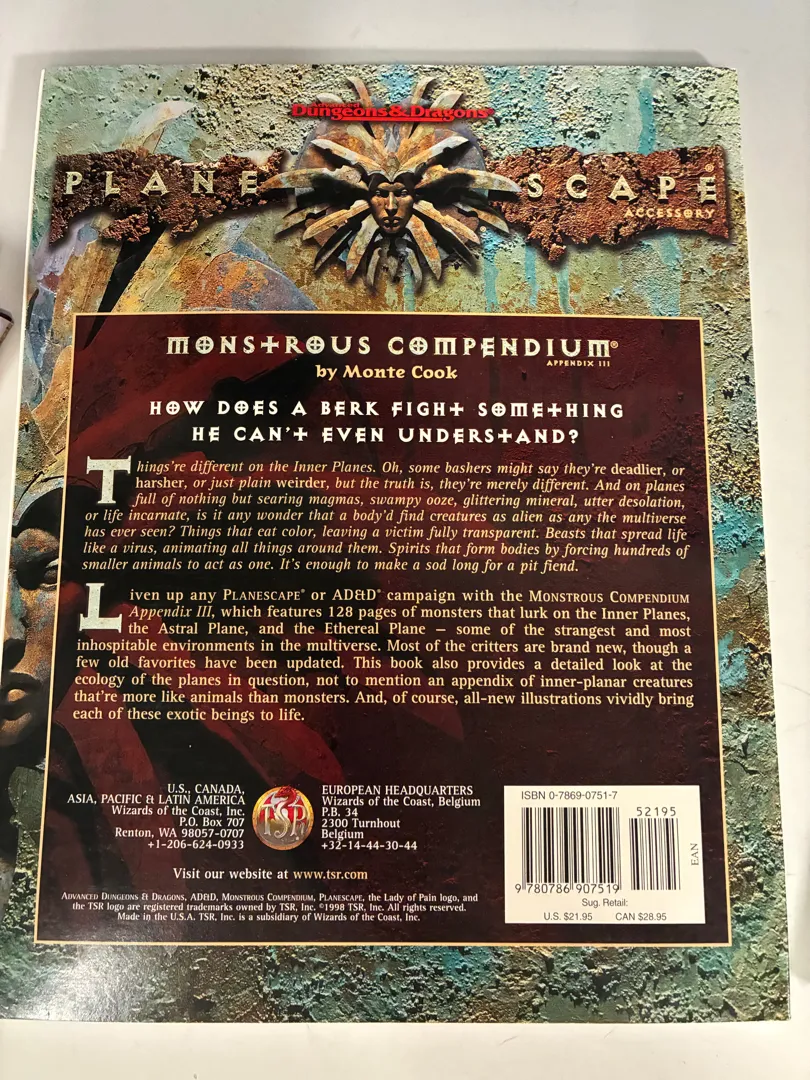 Advanced
Dungeons & Dragons®
PLANESCAPE®
ACCESSORY
MONSTROUS COMPENDIUM®
APPENDIX III
by Monte Cook
HOW DOES A BERK FIGHT SOMETHING
HE CAN'T EVEN UNDERSTAND?
Things're different on the Inner Planes. Oh, some bashers might say they're deadlier, or
harsher, or just plain weirder, but the truth is, they're merely different. And on planes
full of nothing but searing magmas, swampy ooze, glittering mineral, utter desolation,
or life incarnate, is it any wonder that a body'd find creatures as alien as any the multiverse
has ever seen? Things that eat color, leaving a victim fully transparent. Beasts that spread life
like a virus, animating all things around them. Spirits that form bodies by forcing hundreds of
smaller animals to act as one. It's enough to make a sod long for a pit fiend.
Liven up any PLANESCAPE® or AD&D® campaign with the MONSTROUS COMPENDIUM
Appendix III, which features 128 pages of monsters that lurk on the Inner Planes,
the Astral Plane, and the Ethereal Plane — some of the strangest and most
inhospitable environments in the multiverse. Most of the critters are brand new, though a
few old favorites have been updated. This book also provides a detailed look at the
ecology of the planes in question, not to mention an appendix of inner-planar creatures
that're more like animals than monsters. And, of course, all-new illustrations vividly bring
each of these exotic beings to life.
U.S., CANADA,
ASIA, PACIFIC & LATIN AMERICA
Wizards of the Coast, Inc.
P.O. Box 707
Renton, WA 98057-0707
+1-206-624-0933
TSR
EUROPEAN HEADQUARTERS
Wizards of the Coast, Belgium
P.B. 34
2300 Turnhout
Belgium
+32-14-44-30-44
Visit our website at www.tsr.com
ADVANCED DUNGEONS & DRAGONS, AD&D, MONSTROUS COMPENDIUM, PLANESCAPE, the Lady of Pain logo, and
the TSR logo are registered trademarks owned by TSR, Inc. ©1998 TSR, Inc. All rights reserved.
Made in the U.S.A. TSR, Inc. is a subsidiary of Wizards of the Coast, Inc.
ISBN 0-7869-0751-7
52195
9 780786 907519
EAN
Sug. Retail:
U.S. $21.95 CAN $28.95